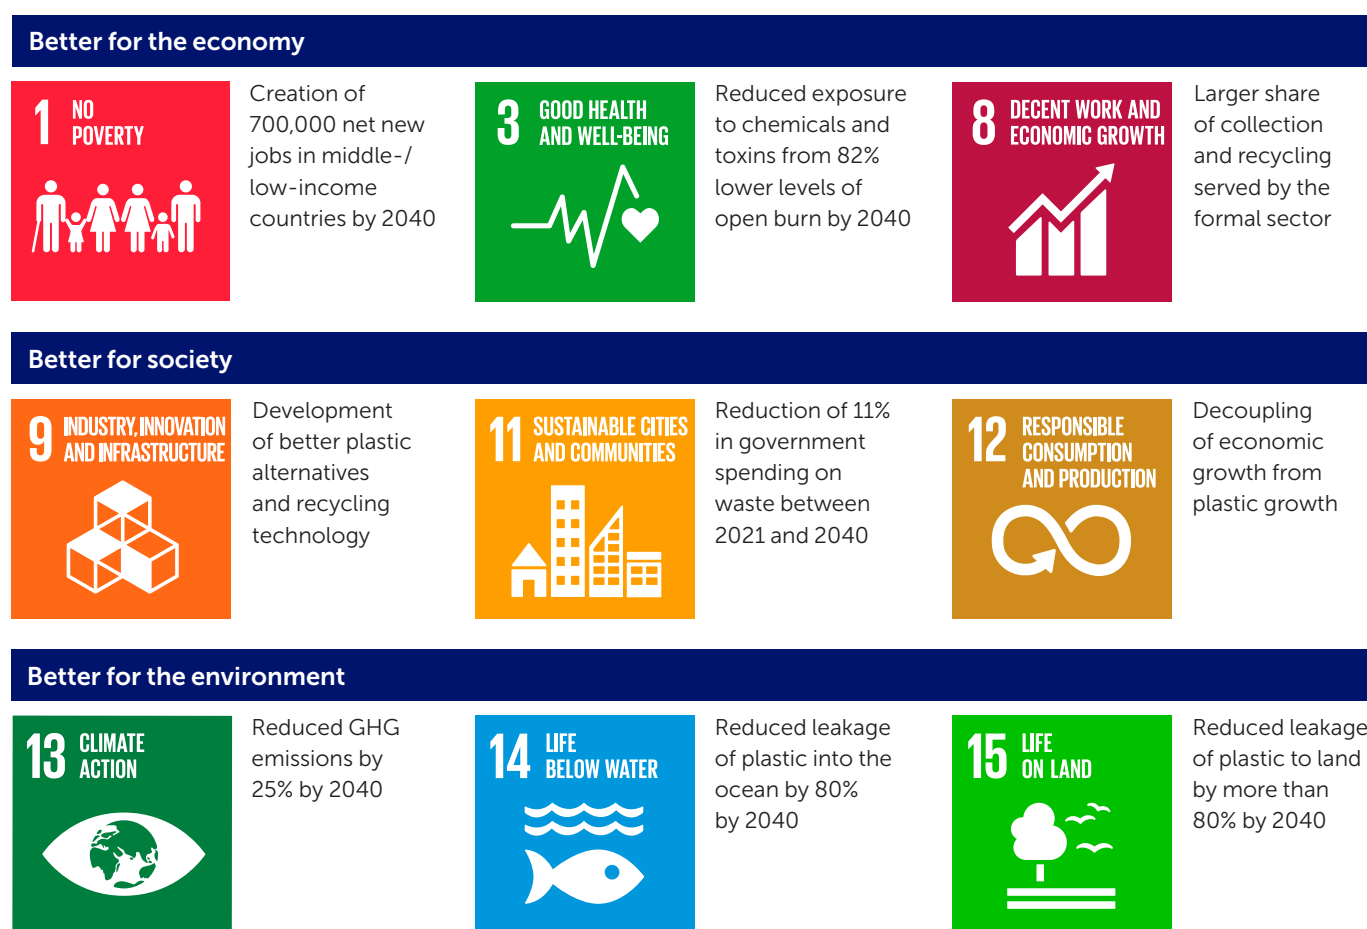 Better for the economy
1 NO
POVERTY
Creation of
700,000 net new
jobs in middle-/
low-income
countries by 2040
3 GOOD HEALTH
AND WELL-BEING
Reduced exposure
to chemicals and
toxins from 82%
lower levels of
open burn by 2040
8 DECENT WORK AND
ECONOMIC GROWTH
Larger share
of collection
and recycling
served by the
formal sector
Better for society
9 INDUSTRY, INNOVATION
AND INFRASTRUCTURE
Development
of better plastic
alternatives
and recycling
technology
11 SUSTAINABLE CITIES
AND COMMUNITIES
Reduction of 11%
in government
spending on
waste between
2021 and 2040
12 RESPONSIBLE
CONSUMPTION
AND PRODUCTION
Decoupling
of economic
growth from
plastic growth
Better for the environment
13 CLIMATE
ACTION
Reduced GHG
emissions by
25% by 2040
14 LIFE
BELOW WATER
Reduced leakage
of plastic into the
ocean by 80%
by 2040
15 LIFE
ON LAND
Reduced leakage
of plastic to land
by more than
80% by 2040